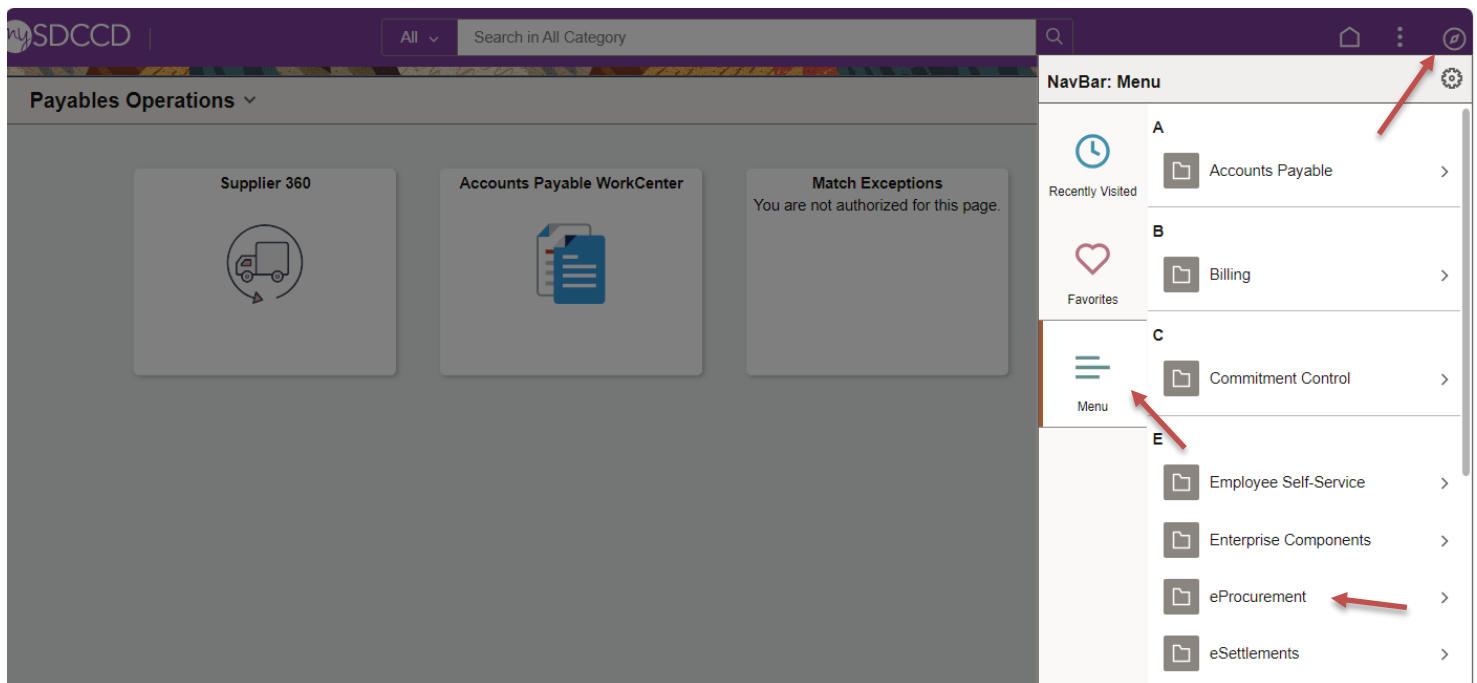 mySDCCD
All
Search in All Category
Payables Operations
Supplier 360
Accounts Payable WorkCenter
Match Exceptions
You are not authorized for this page.
NavBar: Menu
Recently Visited
Favorites
Menu
A
Accounts Payable
B
Billing
C
Commitment Control
E
Employee Self-Service
Enterprise Components
eProcurement
eSettlements